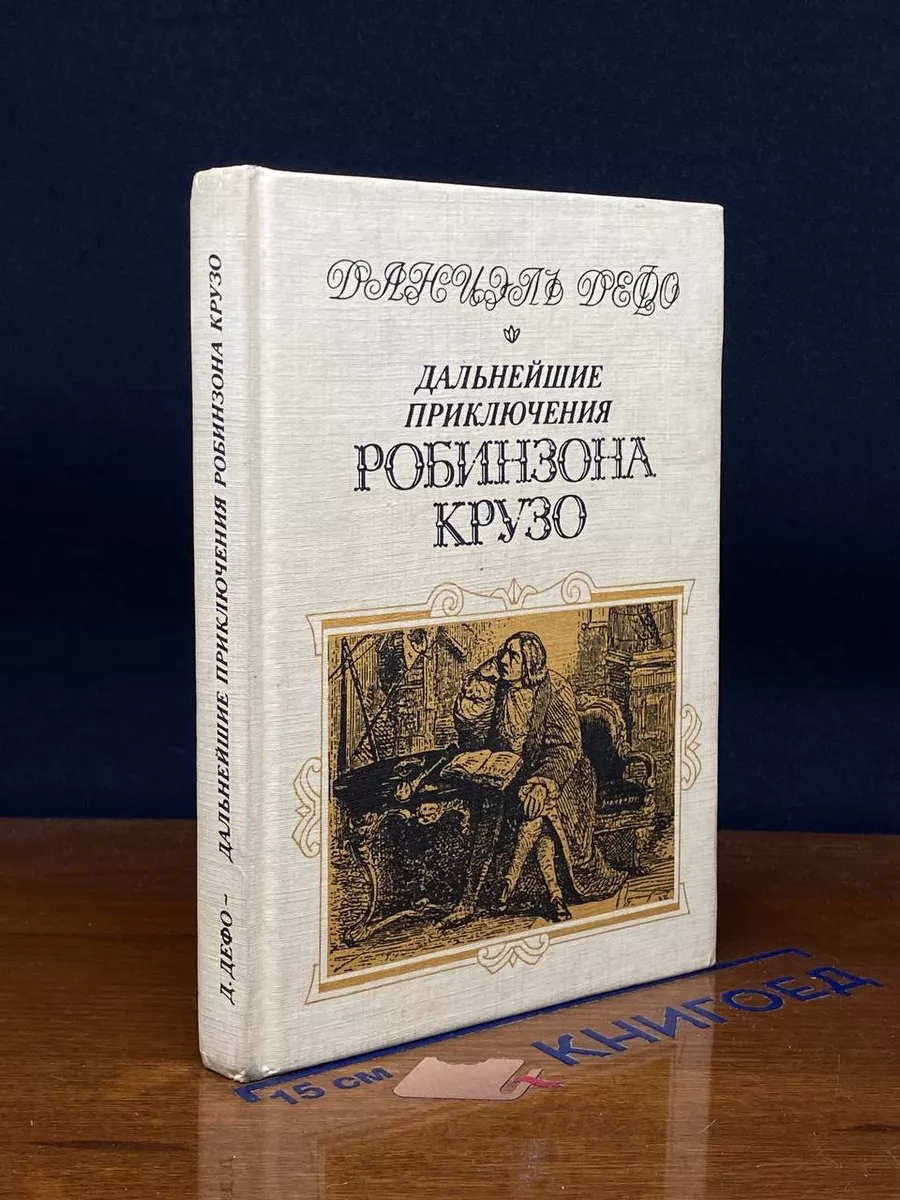 ДАНИЭЛЬ ДЕФО
ДАЛЬНЕЙШИЕ
ПРИКЛЮЧЕНИЯ
РОБИНЗОНА
КРУЗО
Д. ДЕФО – ДАЛЬНЕЙШИЕ ПРИКЛЮЧЕНИЯ РОБИНЗОНА КРУЗО
15 см
КНИГОЕД